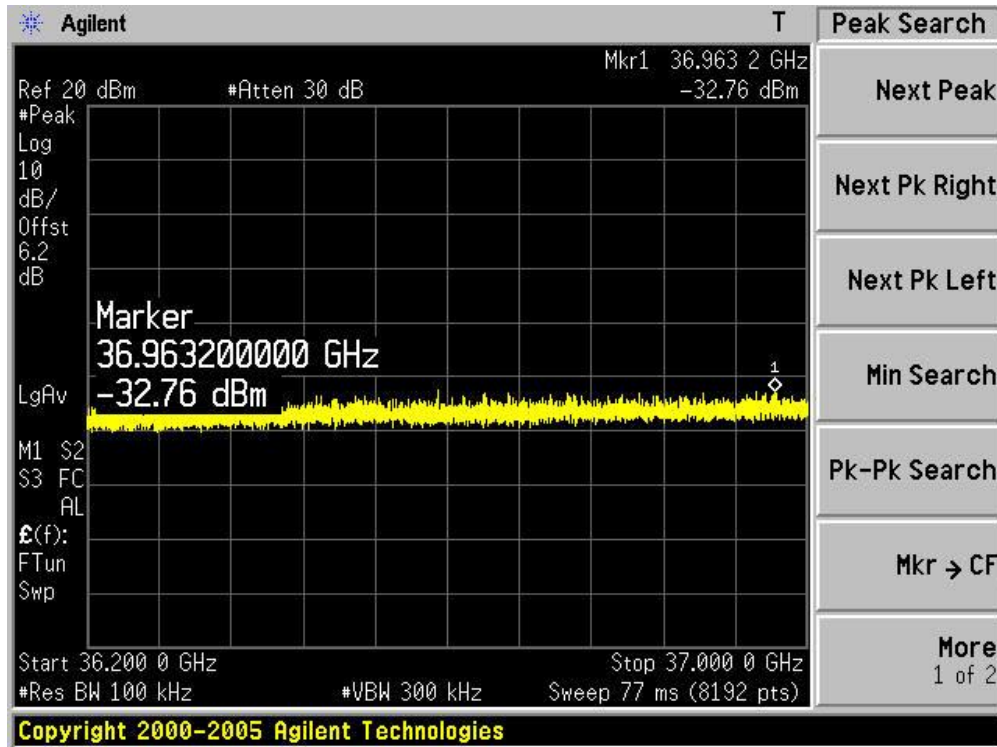 Agilent T Peak Search
Mkr1 36.963 2 GHz
Ref 20 dBm #Atten 30 dB -32.76 dBm
#Peak
Log
10
dB/
Offst
6.2
dB
Marker
36.963200000 GHz
-32.76 dBm
1
LgAv
M1 S2
S3 FC
AL
£(f):
FTun
Swp
Start 36.200 0 GHz Stop 37.000 0 GHz
#Res BW 100 kHz #VBW 300 kHz Sweep 77 ms (8192 pts)
Copyright 2000-2005 Agilent Technologies
Next Peak
Next Pk Right
Next Pk Left
Min Search
Pk-Pk Search
Mkr → CF
More
1 of 2